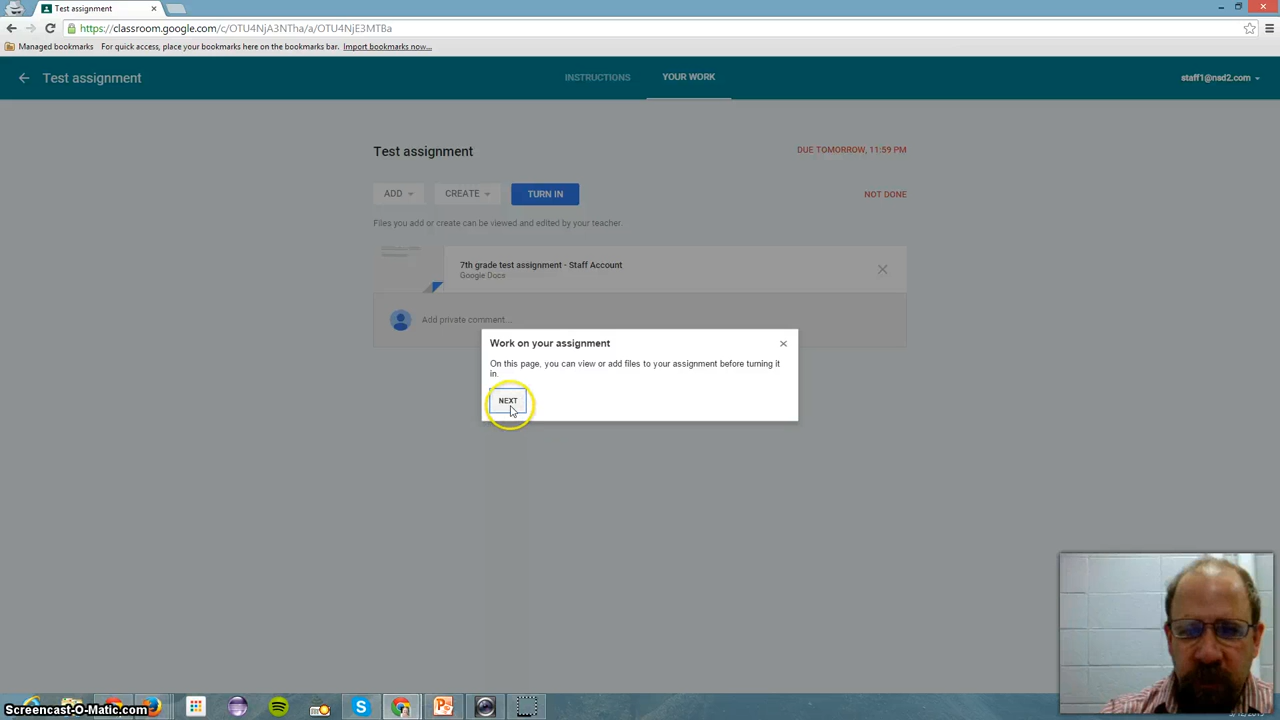 Test assignment
https://classroom.google.com/c/OTU4NjA3NTha/a/OTU4NjE3MTBa
Managed bookmarks For quick access, place your bookmarks here on the bookmarks bar. Import bookmarks now...
Test assignment INSTRUCTIONS YOUR WORK staff1@nsd2.com
Test assignment DUE TOMORROW, 11:59 PM
ADD CREATE TURN IN NOT DONE
Files you add or create can be viewed and edited by your teacher.
7th grade test assignment - Staff Account
Google Docs
Add private comment...
Work on your assignment
On this page, you can view or add files to your assignment before turning it
in.
NEXT
Screencast-O-Matic.com